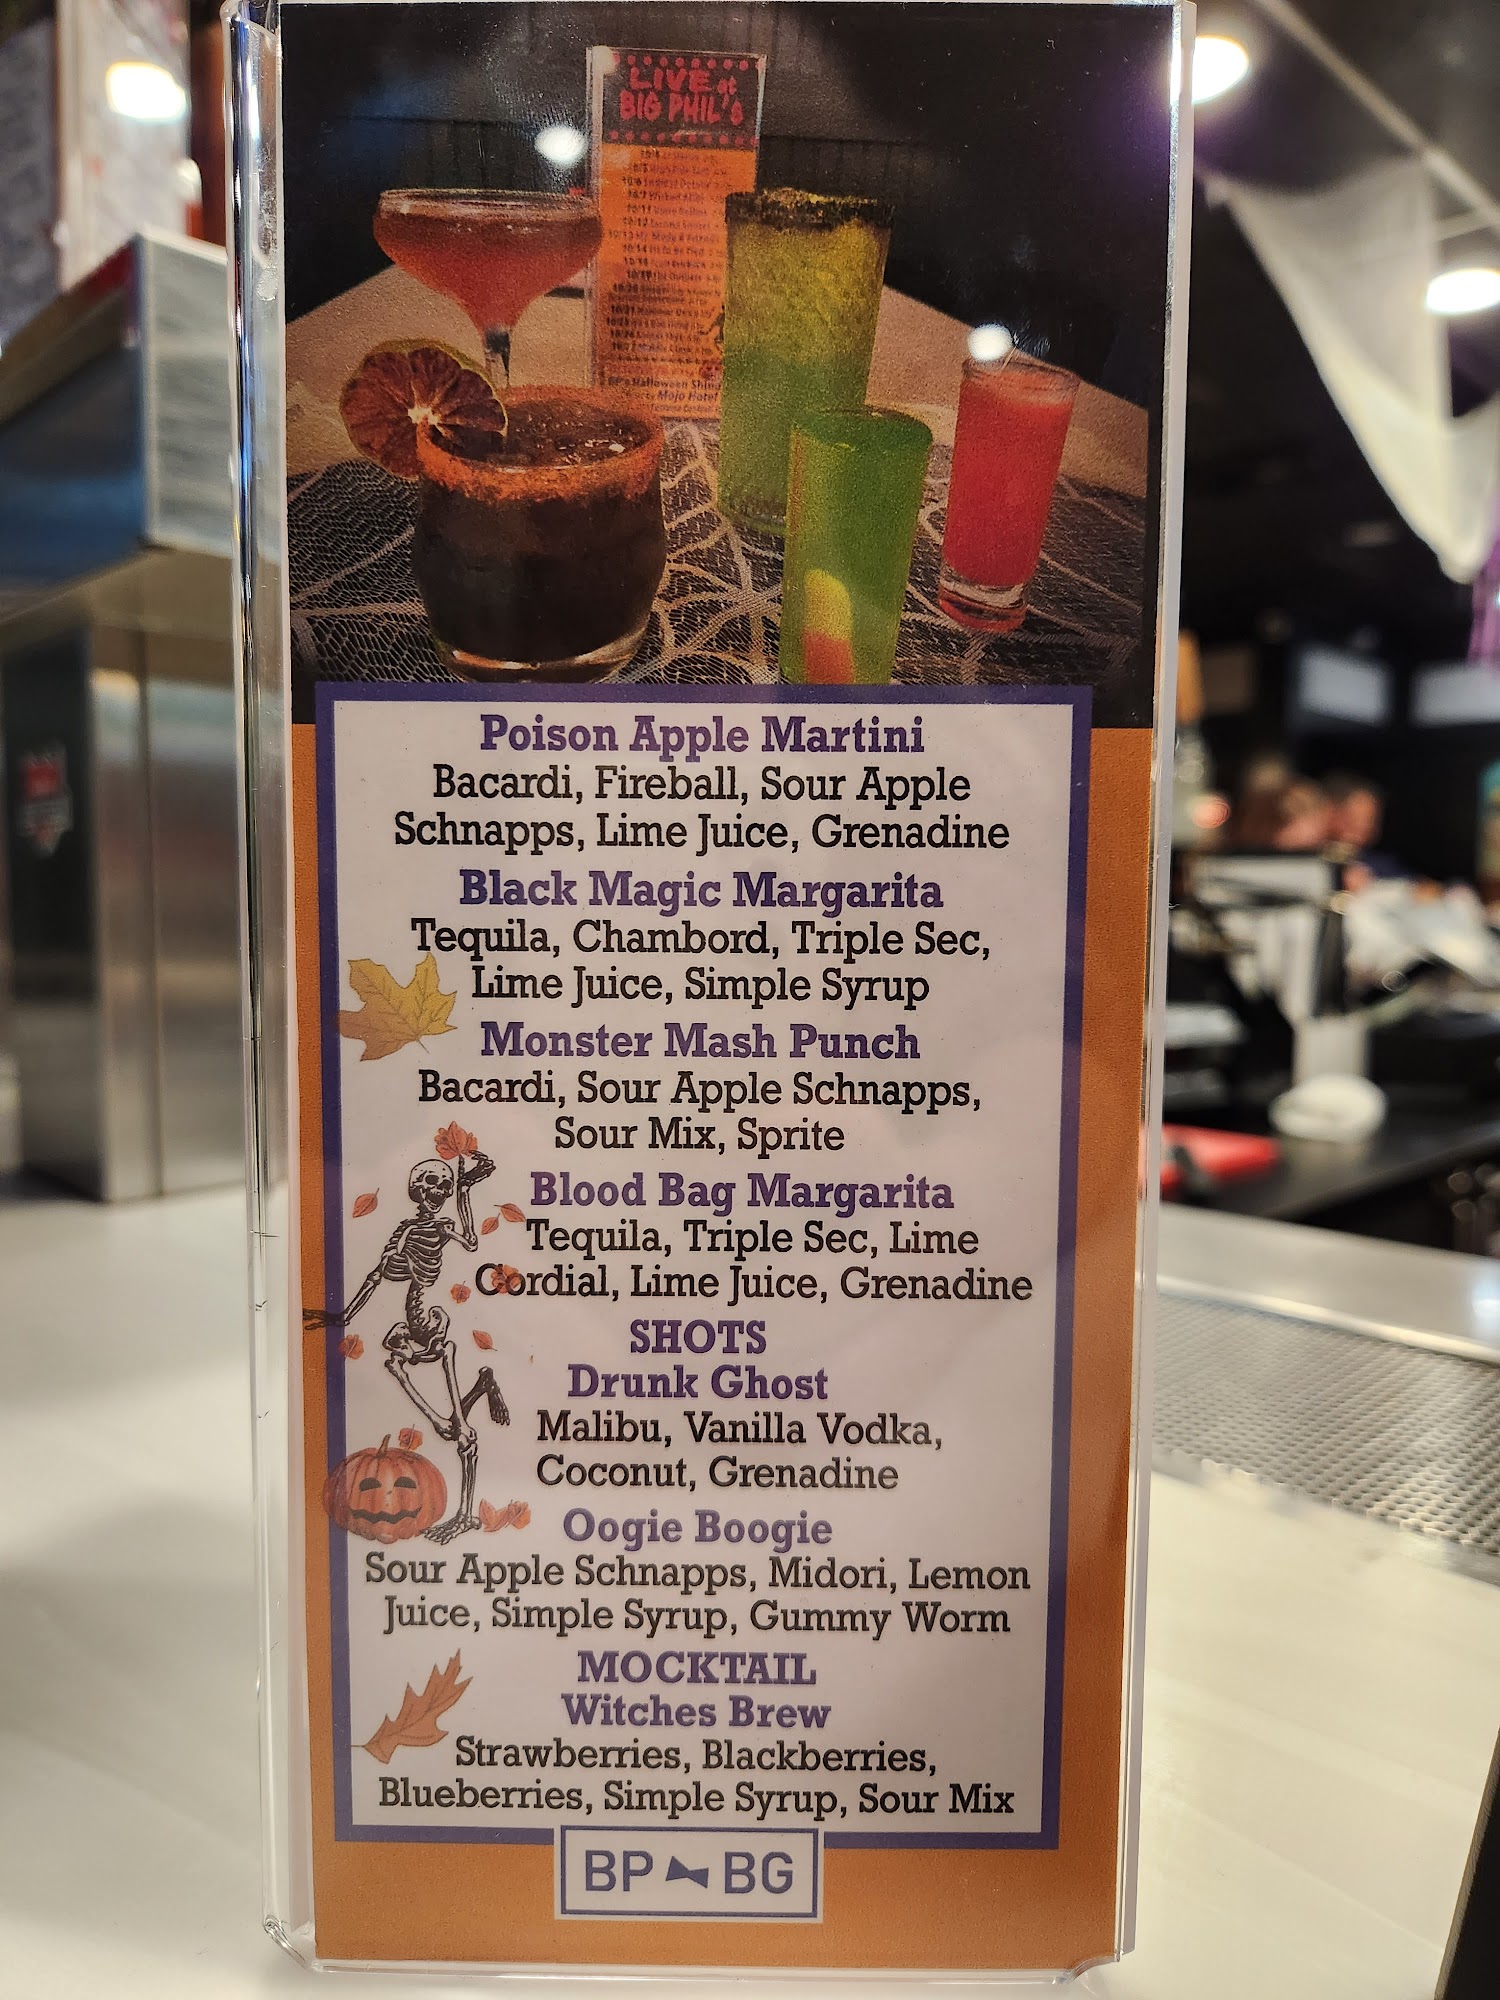 LIVE at
BIG PHIL'S
BP's Halloween
Mojo Hotel
Poison Apple Martini
Bacardi, Fireball, Sour Apple
Schnapps, Lime Juice, Grenadine
Black Magic Margarita
Tequila, Chambord, Triple Sec,
Lime Juice, Simple Syrup
Monster Mash Punch
Bacardi, Sour Apple Schnapps,
Sour Mix, Sprite
Blood Bag Margarita
Tequila, Triple Sec, Lime
Cordial, Lime Juice, Grenadine
SHOTS
Drunk Ghost
Malibu, Vanilla Vodka,
Coconut, Grenadine
Oogie Boogie
Sour Apple Schnapps, Midori, Lemon
Juice, Simple Syrup, Gummy Worm
MOCKTAIL
Witches Brew
Strawberries, Blackberries,
Blueberries, Simple Syrup, Sour Mix
BP BG